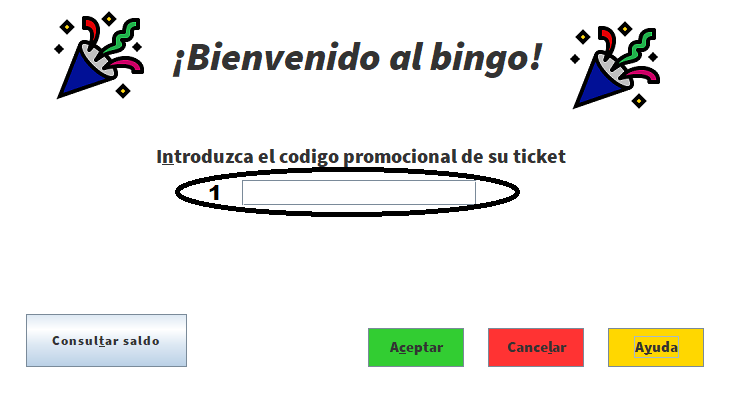 ¡Bienvenido al bingo!
Introduzca el codigo promocional de su ticket
1
Consultar saldo
Aceptar
Cancelar
Ayuda